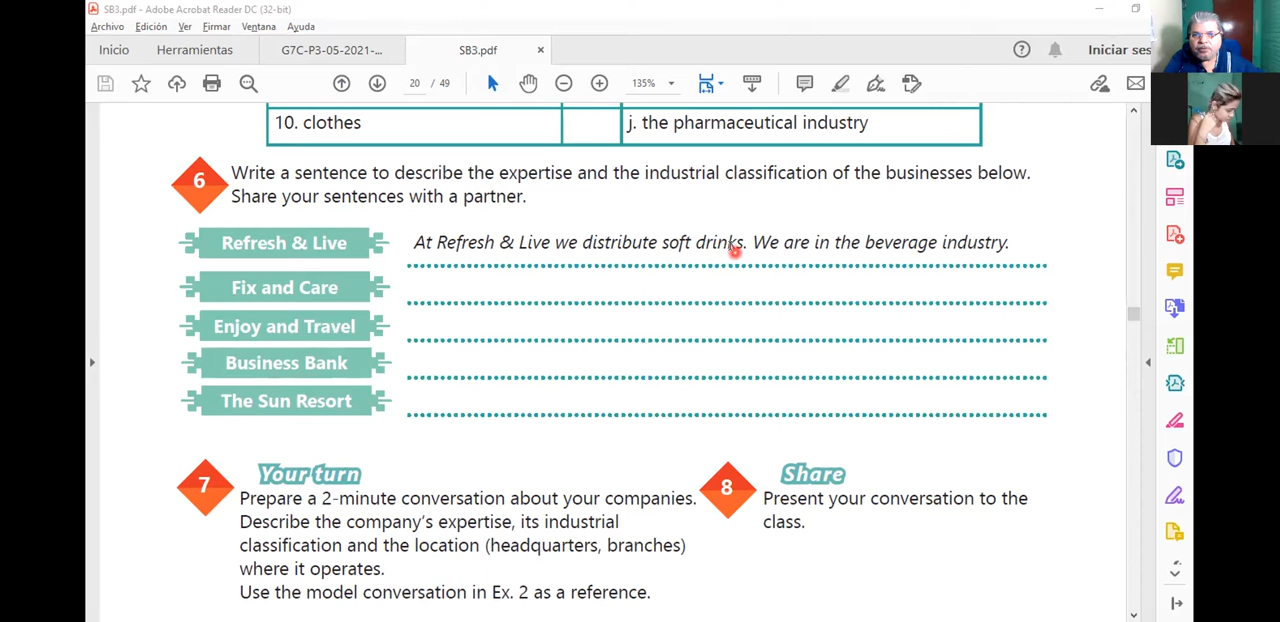 SB3.pdf - Adobe Acrobat Reader DC (32-bit)
Archivo Edición Ver Firmar Ventana Ayuda
Inicio Herramientas G7C-P3-05-2021-... SB3.pdf × Iniciar ses
20 / 49 135%
10. clothes j. the pharmaceutical industry
6 Write a sentence to describe the expertise and the industrial classification of the businesses below.
Share your sentences with a partner.
Refresh & Live At Refresh & Live we distribute soft drinks. We are in the beverage industry.
Fix and Care
Enjoy and Travel
Business Bank
The Sun Resort
7 Your turn
Prepare a 2-minute conversation about your companies.
Describe the company's expertise, its industrial
classification and the location (headquarters, branches)
where it operates.
Use the model conversation in Ex. 2 as a reference.
8 Share
Present your conversation to the
class.